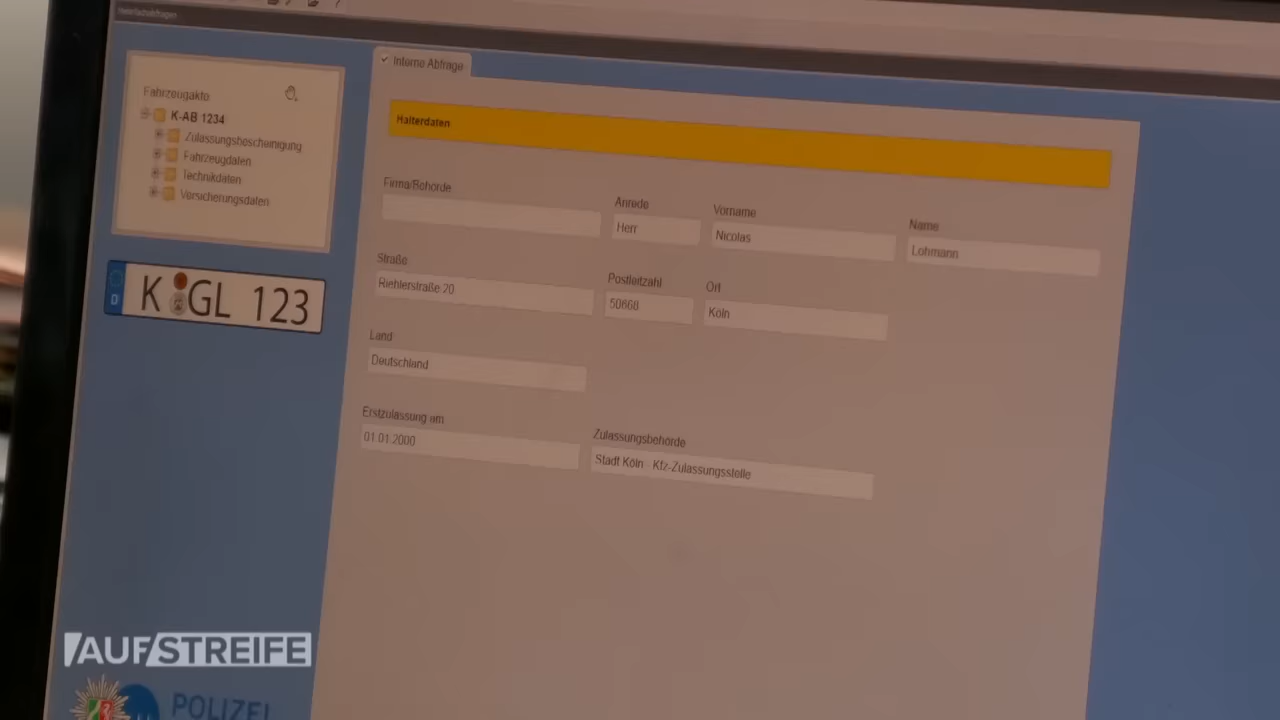 Interne Abfrage
Fahrzeugakte
K-AB 1234
Zulassungsbescheinigung
Fahrzeugdaten
Technikdaten
Versicherungsdaten
D K GL 123
Halterdaten
Firma/Behörde
Anrede
Vorname
Name
Herr
Nicolas
Lohmann
Straße
Postleitzahl
Ort
Riehlerstraße 20
50668
Köln
Land
Deutschland
Erstzulassung am
Zulassungsbehörde
01.01.2000
Stadt Köln - Kfz-Zulassungsstelle
AUF STREIFE
POLIZEI